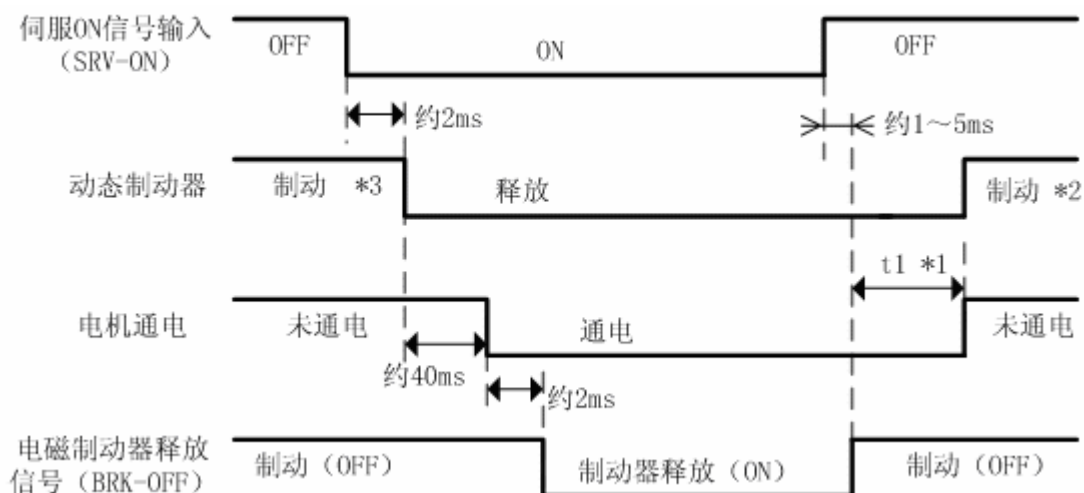 伺服ON信号输入
(SRV-ON)
OFF
ON
OFF
约2ms
约1～5ms
动态制动器
制动 *3
释放
制动 *2
t1 *1
电机通电
未通电
通电
未通电
约40ms
约2ms
电磁制动器释放
信号（BRK-OFF）
制动（OFF）
制动器释放（ON）
制动（OFF）